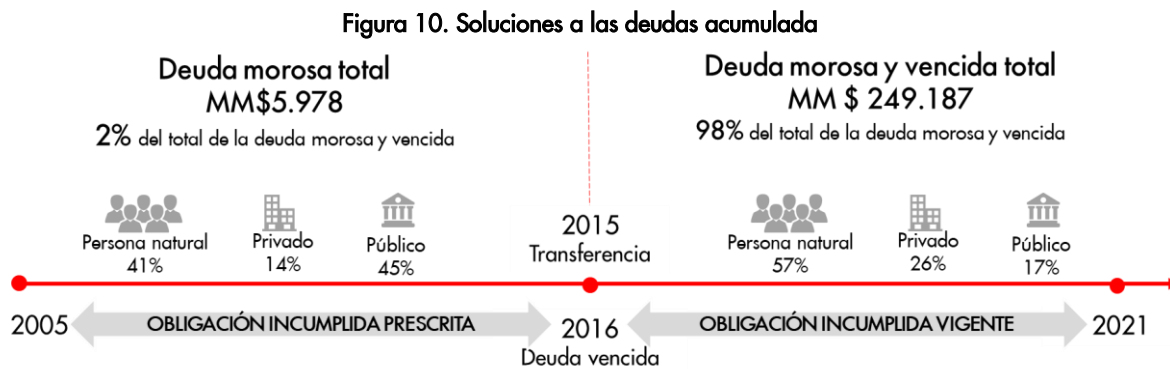 Figura 10. Soluciones a las deudas acumulada
Deuda morosa total
MM$5.978
2% del total de la deuda morosa y vencida
Deuda morosa y vencida total
MM $ 249.187
98% del total de la deuda morosa y vencida
Persona natural
41%
Privado
14%
Público
45%
2015
Transferencia
Persona natural
57%
Privado
26%
Público
17%
2005
OBLIGACIÓN INCUMPLIDA PRESCRITA
2016
Deuda vencida
OBLIGACIÓN INCUMPLIDA VIGENTE
2021